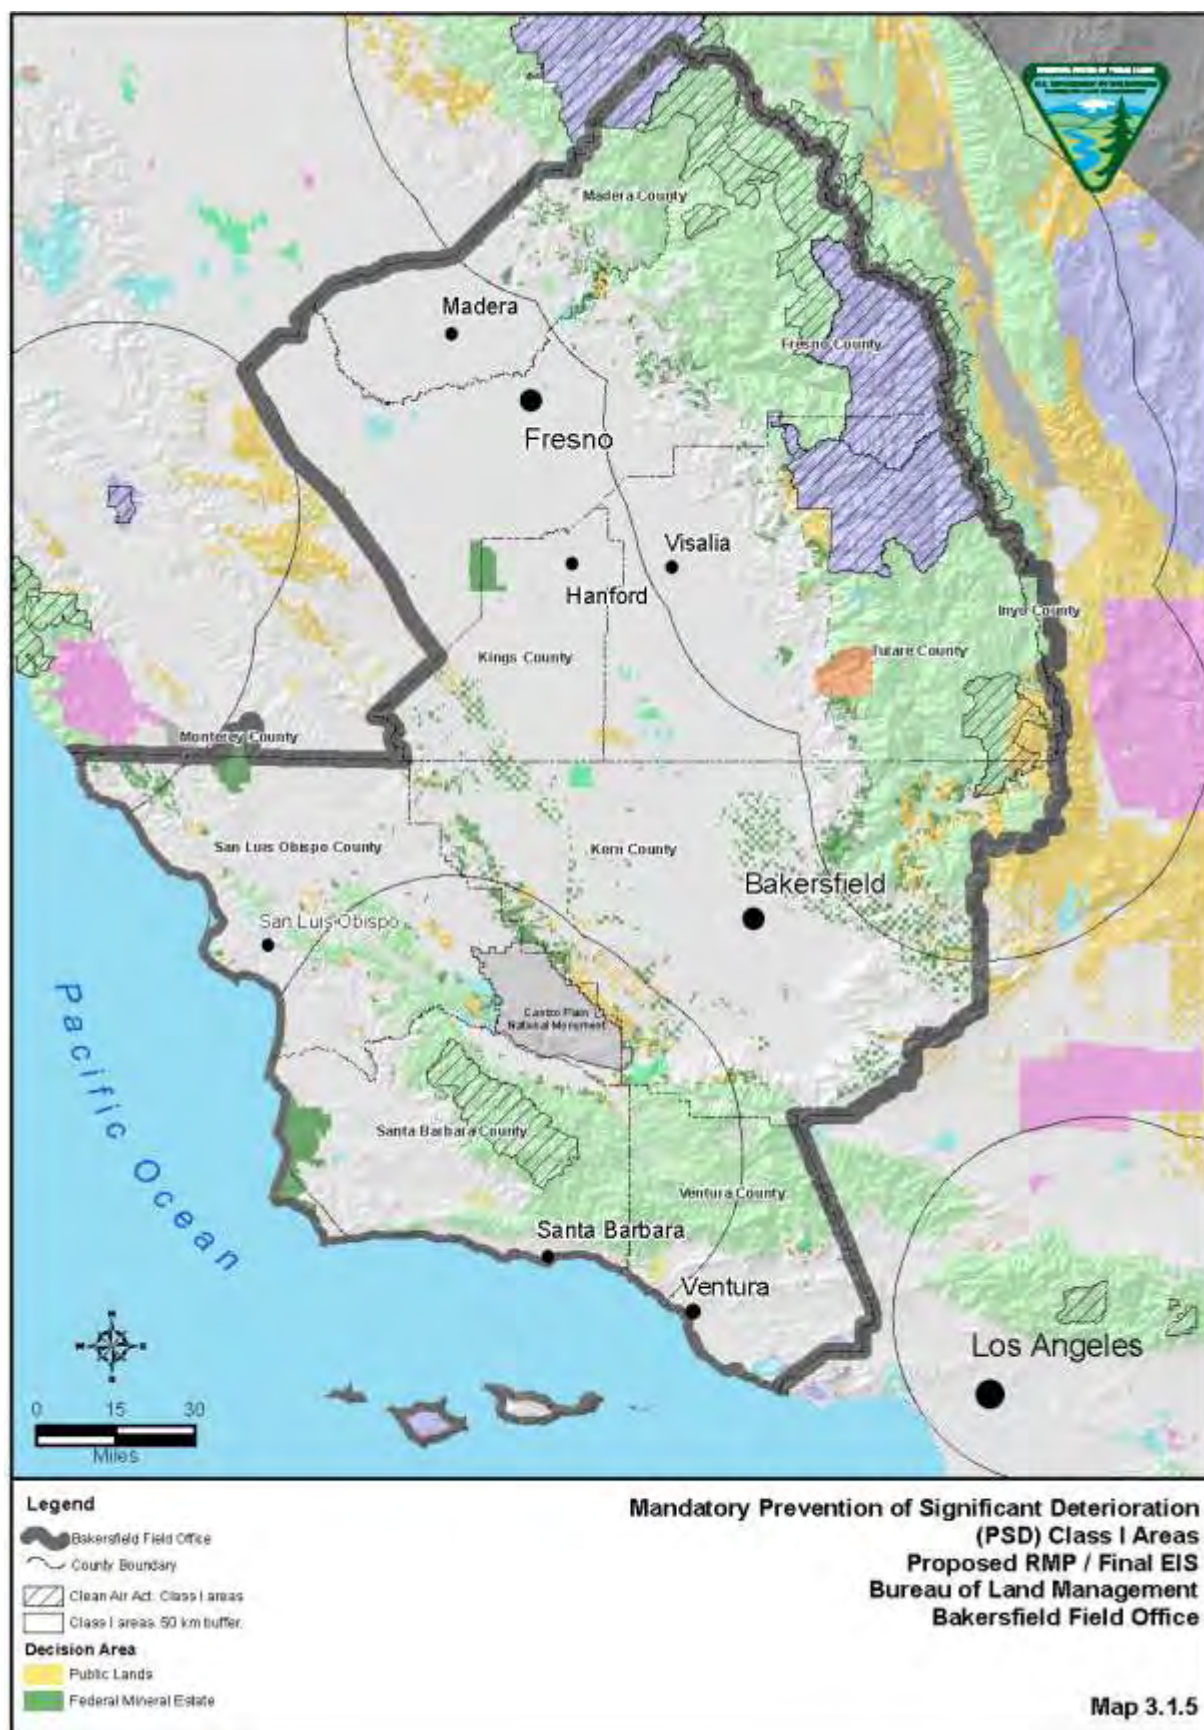 Madera County
Madera
Fresno County
Fresno
Visalia
Hanford
Inyo County
Kings County
Tulare County
Monterey County
San Luis Obispo County
Kern County
Bakersfield
San Luis Obispo
Carrizo Plain
National Monument
Pacific Ocean
Santa Barbara County
Ventura County
Santa Barbara
Ventura
Los Angeles
N
W E
S
0 15 30
Miles
Legend
Bakersfield Field Office
County Boundary
Clean Air Act: Class I areas
Class I areas: 50 km buffer.
Decision Area
Public Lands
Federal Mineral Estate
Mandatory Prevention of Significant Deterioration
(PSD) Class I Areas
Proposed RMP / Final EIS
Bureau of Land Management
Bakersfield Field Office
Map 3.1.5